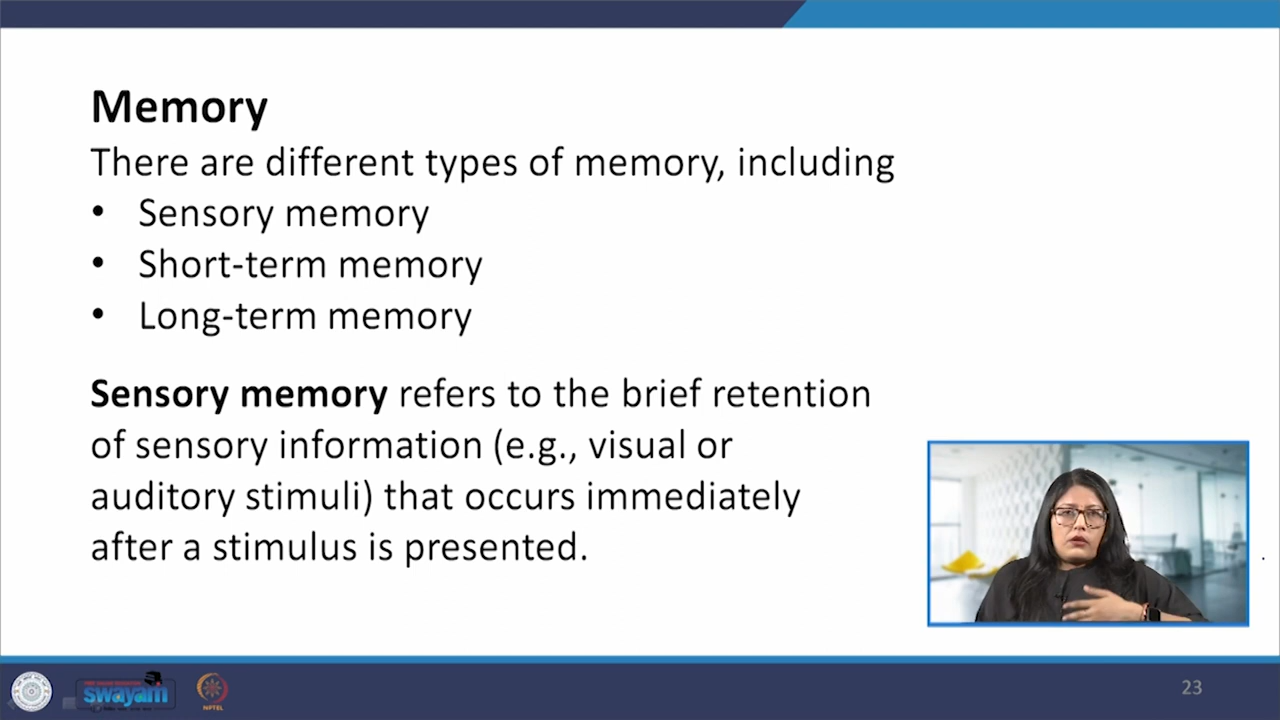 Memory
There are different types of memory, including
• Sensory memory
• Short-term memory
• Long-term memory
Sensory memory refers to the brief retention
of sensory information (e.g., visual or
auditory stimuli) that occurs immediately
after a stimulus is presented.
swayam
NPTEL
23